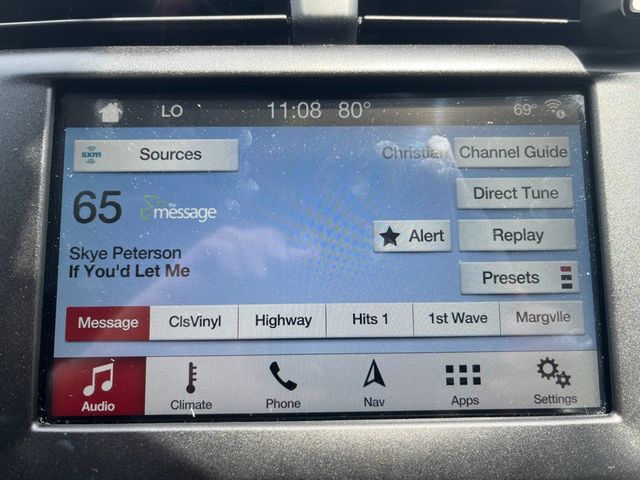 LO 11:08 80° 69°
sxm Sources Christian Channel Guide
Direct Tune
65 the message
Alert Replay
Skye Peterson
If You'd Let Me
Presets
Message ClsVinyl Highway Hits 1 1st Wave Margvlle
Audio Climate Phone Nav Apps Settings